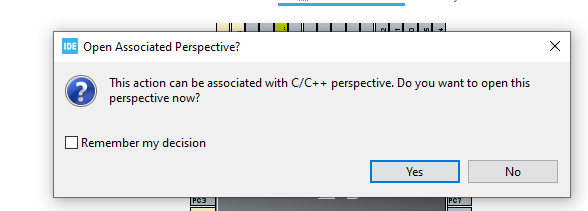 IDE Open Associated Perspective?
This action can be associated with C/C++ perspective. Do you want to open this
perspective now?
Remember my decision
Yes No
PC3 PC7